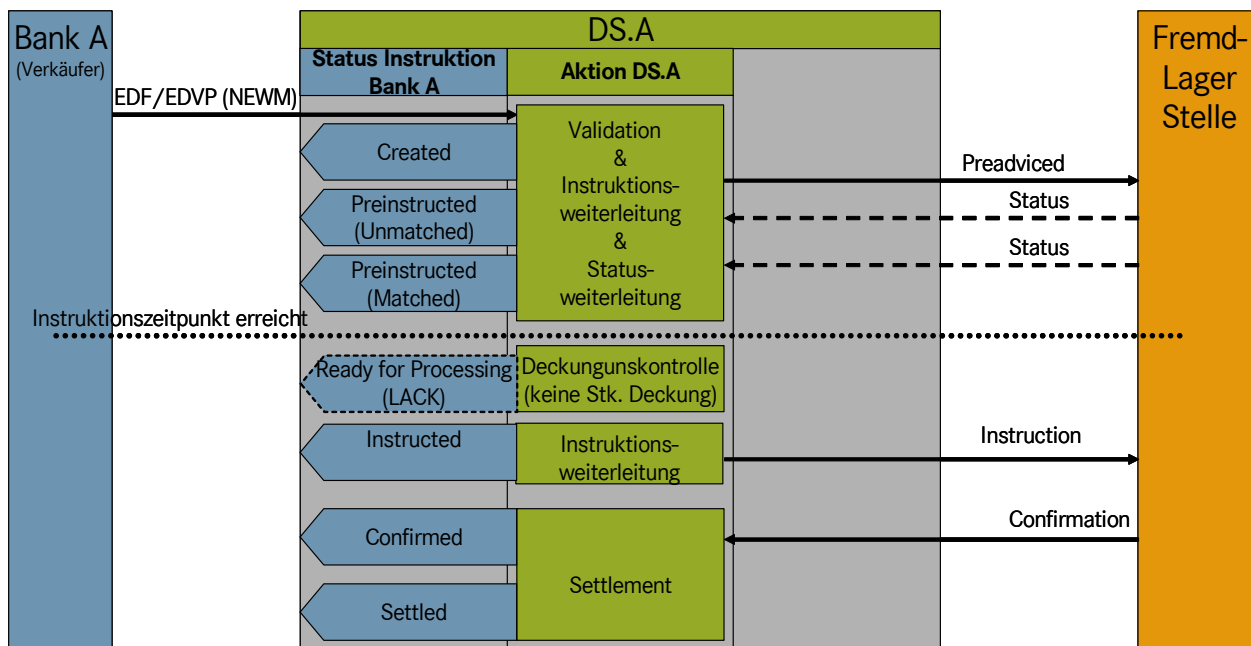 Bank A
(Verkäufer)
DS.A
Status Instruktion
Bank A
Aktion DS.A
Fremd-
Lager
Stelle
EDF/EDVP (NEWM)
Created
Preinstructed
(Unmatched)
Preinstructed
(Matched)
Validation
&
Instruktions-
weiterleitung
&
Status-
weiterleitung
Preadviced
Status
Status
Instruktionszeitpunkt erreicht
Ready for Processing
(LACK)
Deckungunskontrolle
(keine Stk. Deckung)
Instructed
Instruktions-
weiterleitung
Instruction
Confirmed
Settled
Settlement
Confirmation